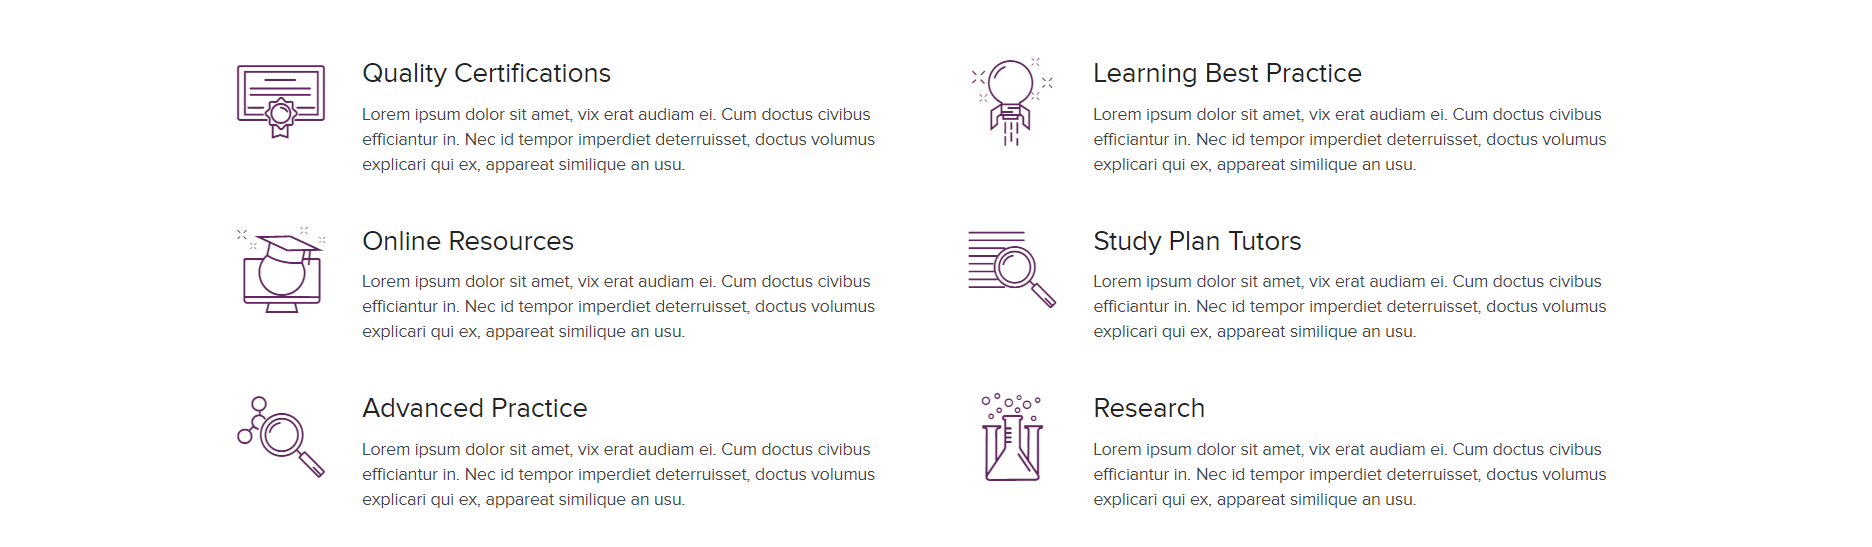 Quality Certifications
Lorem ipsum dolor sit amet, vix erat audiam ei. Cum doctus civibus
efficiantur in. Nec id tempor imperdiet deterruisset, doctus volumus
explicari qui ex, appareat similique an usu.
Learning Best Practice
Lorem ipsum dolor sit amet, vix erat audiam ei. Cum doctus civibus
efficiantur in. Nec id tempor imperdiet deterruisset, doctus volumus
explicari qui ex, appareat similique an usu.
Online Resources
Lorem ipsum dolor sit amet, vix erat audiam ei. Cum doctus civibus
efficiantur in. Nec id tempor imperdiet deterruisset, doctus volumus
explicari qui ex, appareat similique an usu.
Study Plan Tutors
Lorem ipsum dolor sit amet, vix erat audiam ei. Cum doctus civibus
efficiantur in. Nec id tempor imperdiet deterruisset, doctus volumus
explicari qui ex, appareat similique an usu.
Advanced Practice
Lorem ipsum dolor sit amet, vix erat audiam ei. Cum doctus civibus
efficiantur in. Nec id tempor imperdiet deterruisset, doctus volumus
explicari qui ex, appareat similique an usu.
Research
Lorem ipsum dolor sit amet, vix erat audiam ei. Cum doctus civibus
efficiantur in. Nec id tempor imperdiet deterruisset, doctus volumus
explicari qui ex, appareat similique an usu.